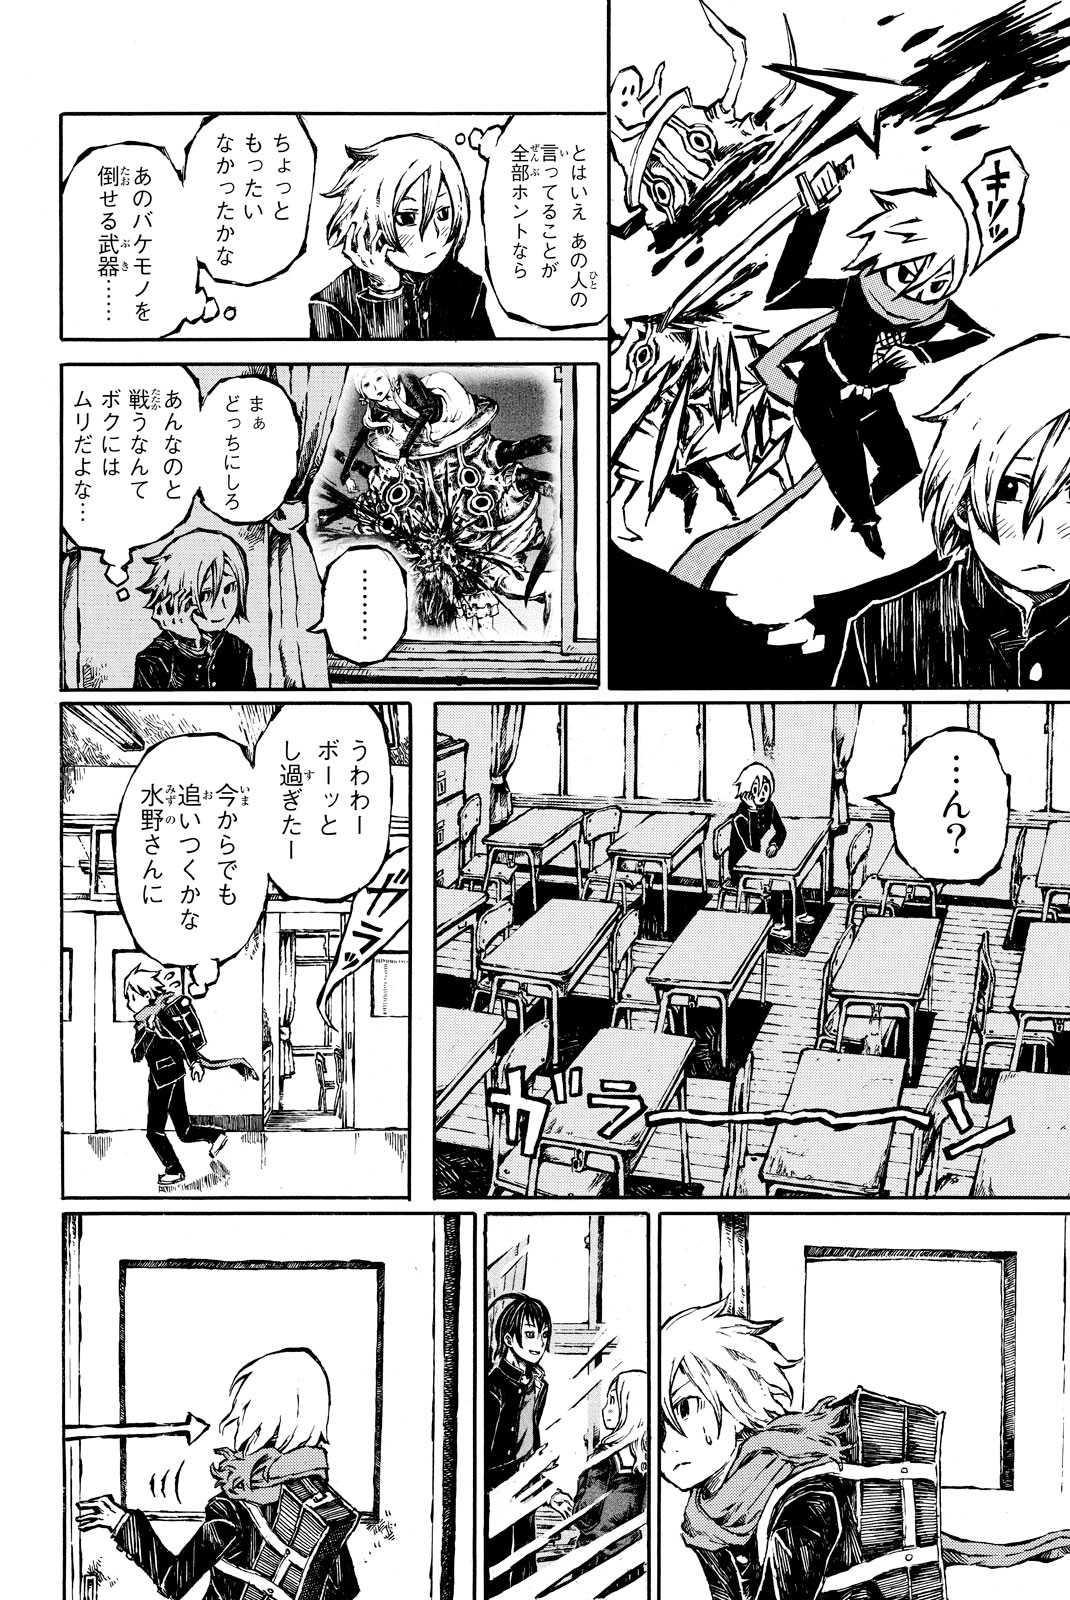 キッ
とはいえ あの人の
言ってることが
全部ホントなら
ちょっと
もったい
なかったかな
あのバケモノを
倒せる武器……
…………
まぁ
どっちにしろ
あんなのと
戦うなんて
ボクには
ムリだよな…
……ん？
ガラーーン
うわわー
ボーッと
し過ぎたー
今からでも
追いつくかな
水野さんに
ガラッ